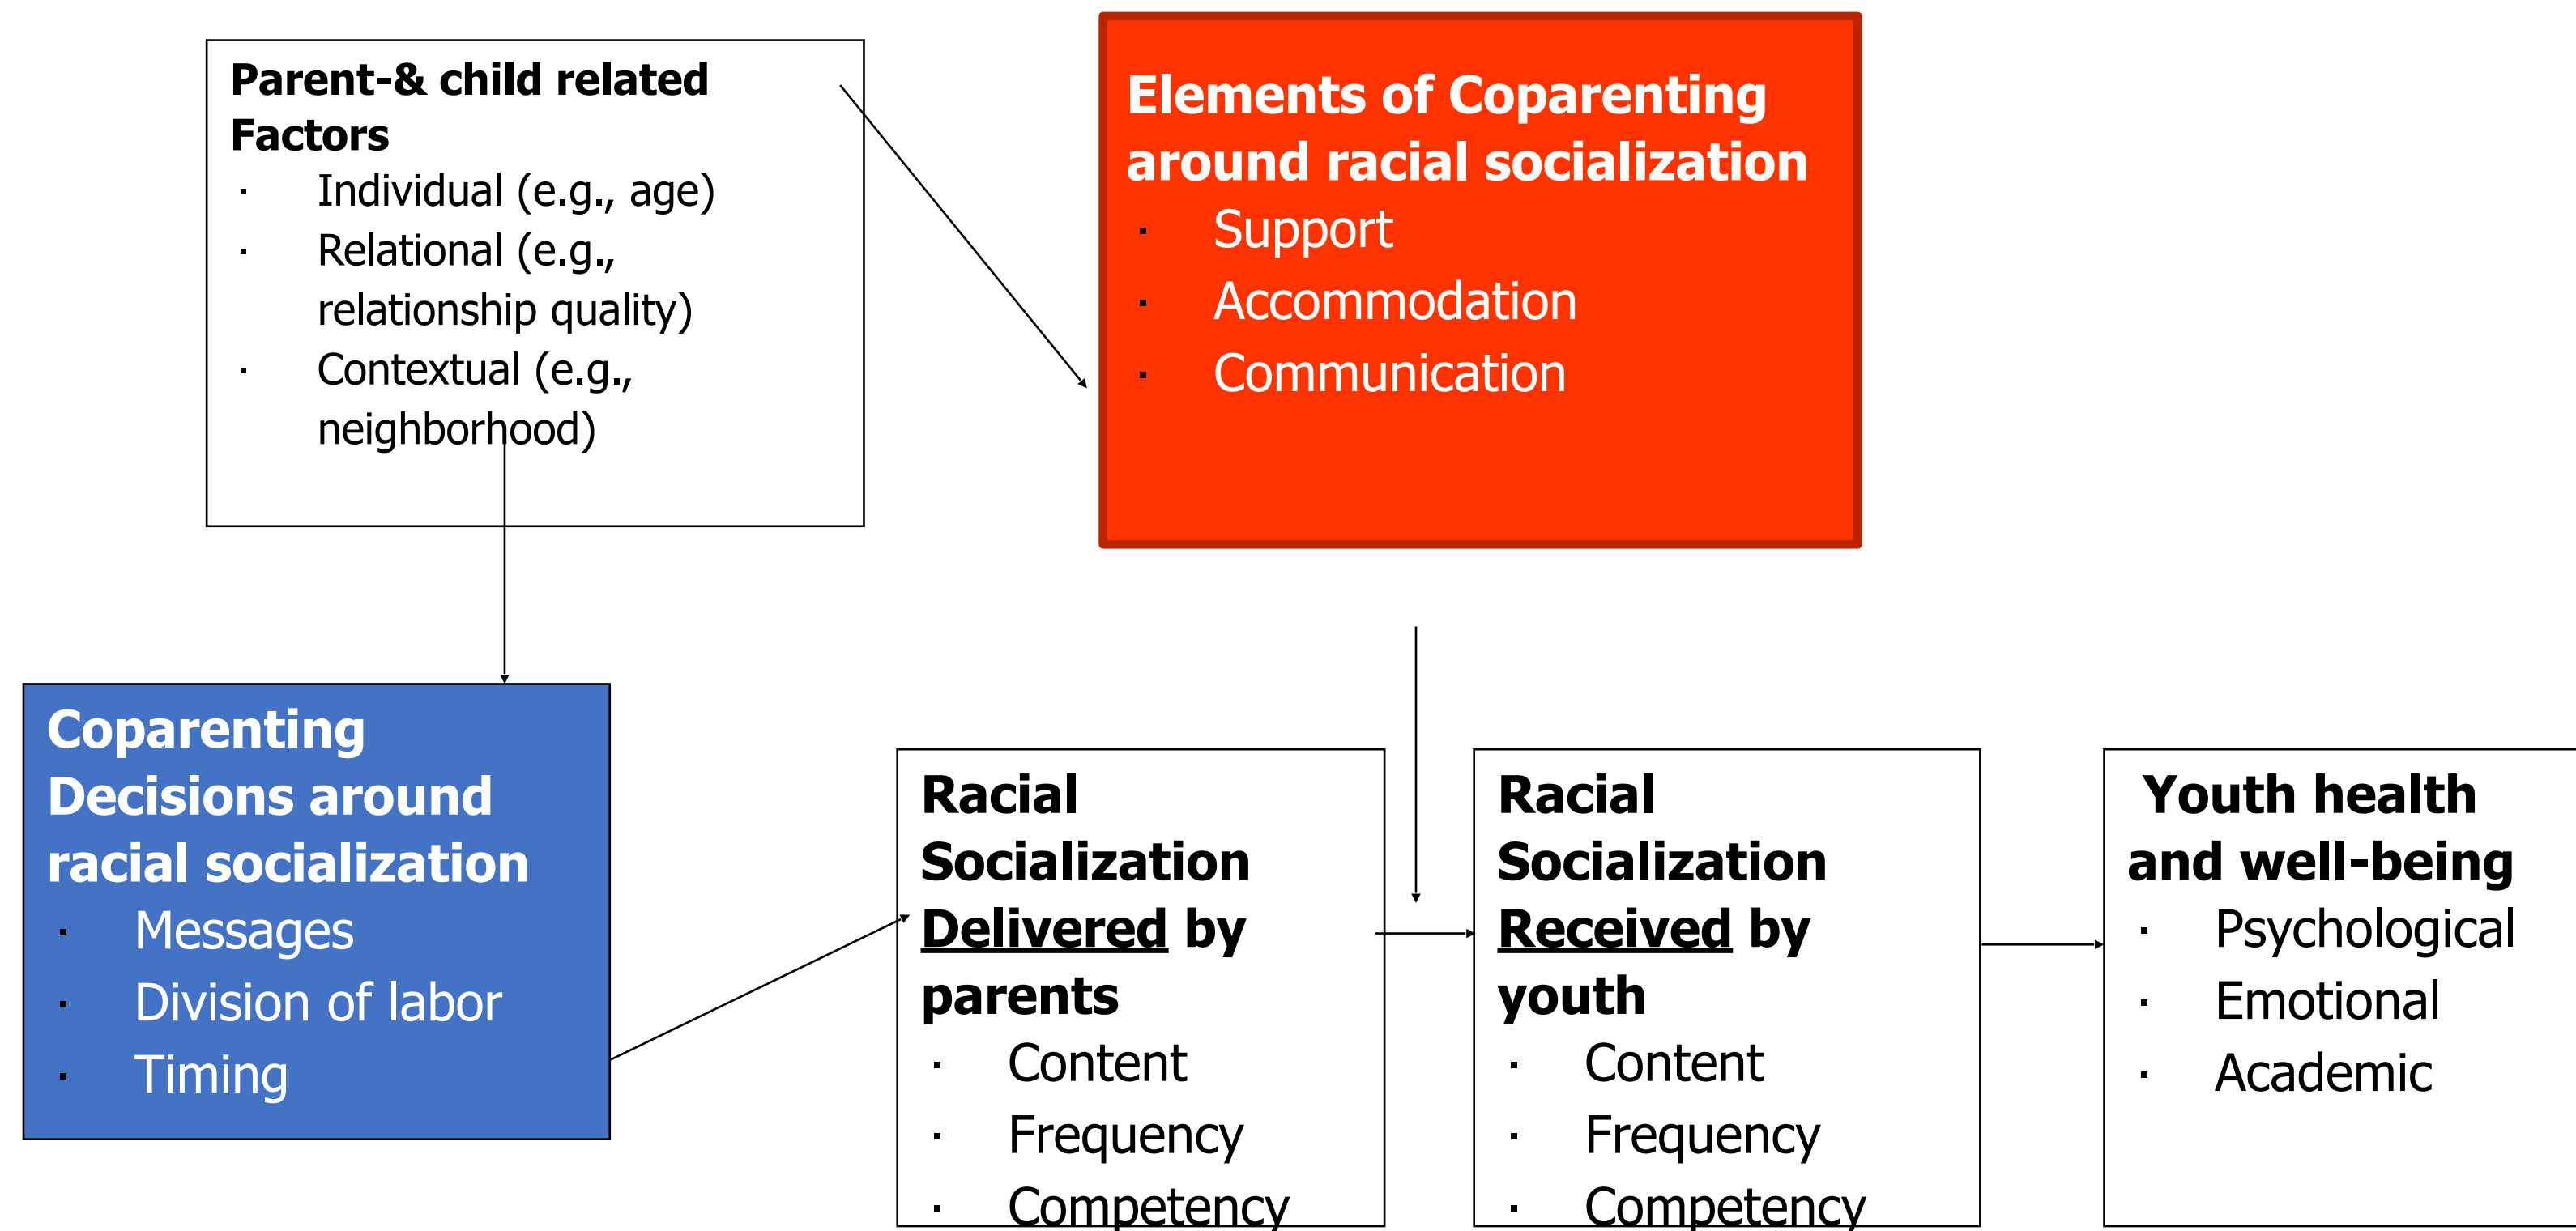 Parent-& child related
Factors
· Individual (e.g., age)
· Relational (e.g.,
relationship quality)
· Contextual (e.g.,
neighborhood)
Elements of Coparenting
around racial socialization
· Support
· Accommodation
· Communication
Coparenting
Decisions around
racial socialization
· Messages
· Division of labor
· Timing
Racial
Socialization
Delivered by
parents
· Content
· Frequency
· Competency
Racial
Socialization
Received by
youth
· Content
· Frequency
· Competency
Youth health
and well-being
· Psychological
· Emotional
· Academic